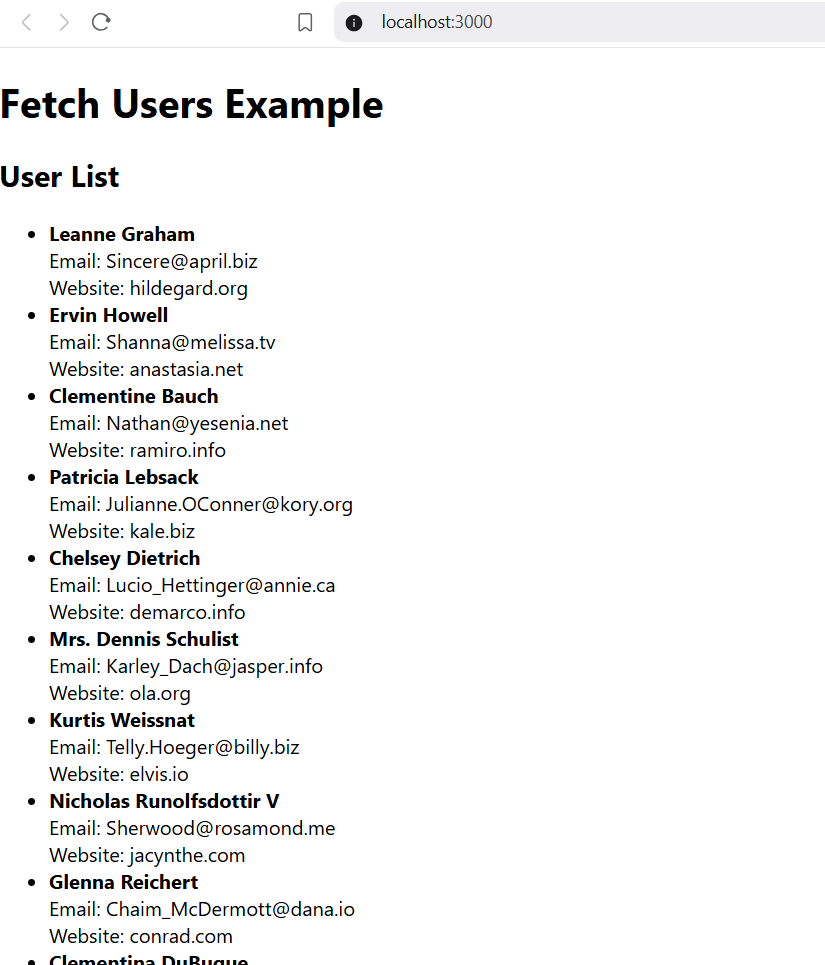 localhost:3000
Fetch Users Example
User List
Leanne Graham
Email: Sincere@april.biz
Website: hildegard.org
Ervin Howell
Email: Shanna@melissa.tv
Website: anastasia.net
Clementine Bauch
Email: Nathan@yesenia.net
Website: ramiro.info
Patricia Lebsack
Email: Julianne.OConner@kory.org
Website: kale.biz
Chelsey Dietrich
Email: Lucio_Hettinger@annie.ca
Website: demarco.info
Mrs. Dennis Schulist
Email: Karley_Dach@jasper.info
Website: ola.org
Kurtis Weissnat
Email: Telly.Hoeger@billy.biz
Website: elvis.io
Nicholas Runolfsdottir V
Email: Sherwood@rosamond.me
Website: jacynthe.com
Glenna Reichert
Email: Chaim_McDermott@dana.io
Website: conrad.com
Clementina DuBuque